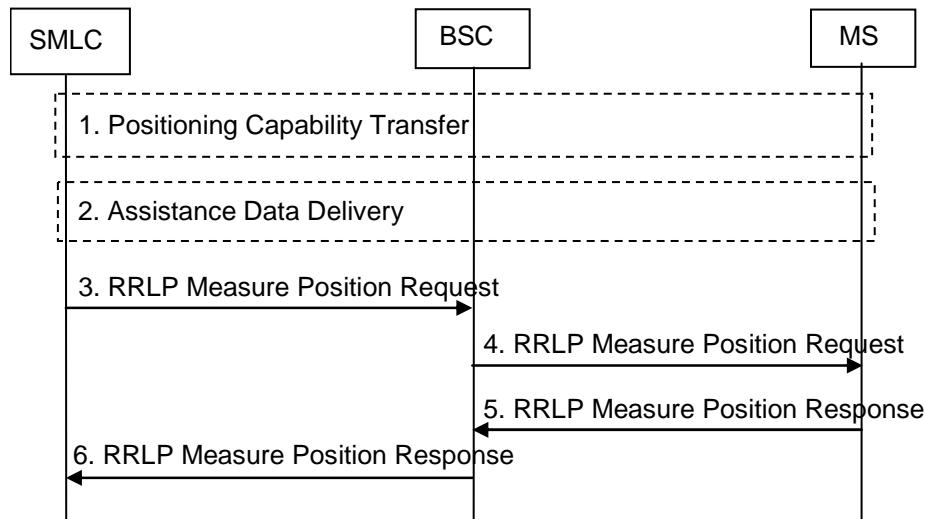 SMLC
BSC
MS
1. Positioning Capability Transfer
2. Assistance Data Delivery
3. RRLP Measure Position Request
4. RRLP Measure Position Request
5. RRLP Measure Position Response
6. RRLP Measure Position Response